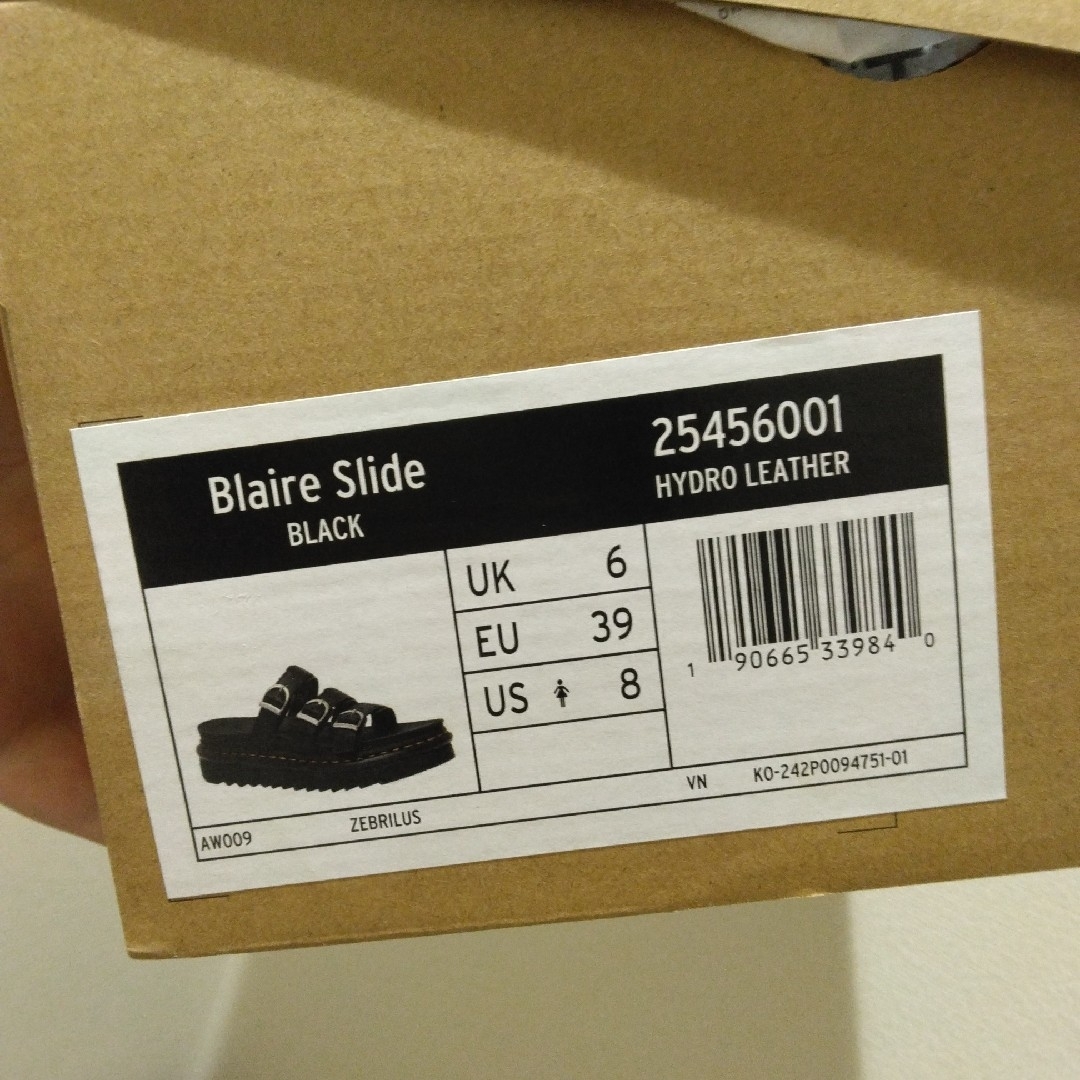 Blaire Slide
BLACK
25456001
HYDRO LEATHER
UK 6
EU 39
US 8
1 90665 33984 0
AW009 ZEBRILUS VN KO-242P0094751-01